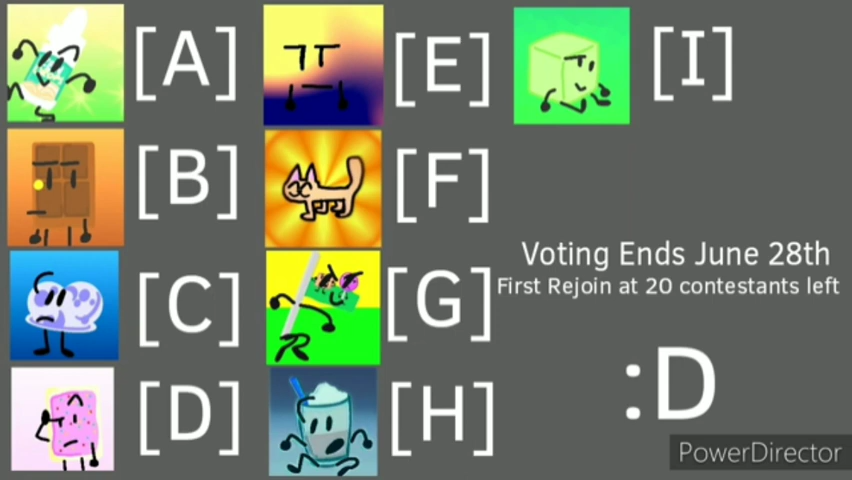 [A]
[E]
[I]
[B]
[F]
[C]
[G]
[D]
[H]
Voting Ends June 28th
First Rejoin at 20 contestants left
:D
PowerDirector